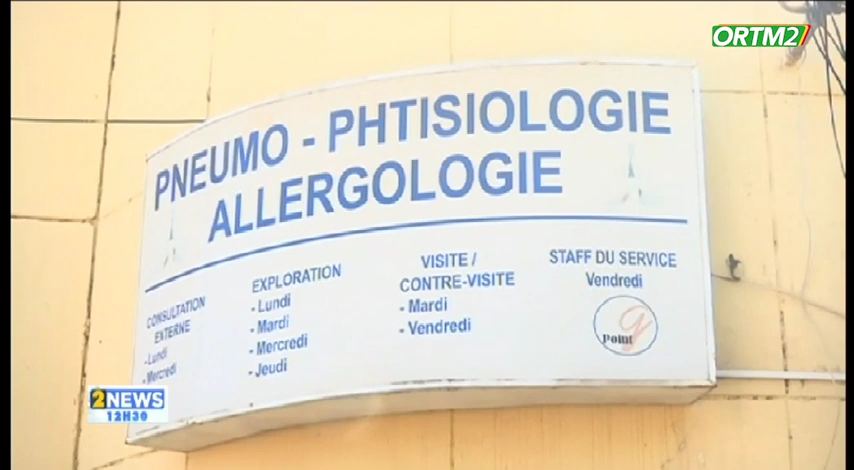 ORTM2
PNEUMO - PHTISIOLOGIE
ALLERGOLOGIE
CONSULTATION
EXTERNE
- Lundi
- Mercredi
EXPLORATION
- Lundi
- Mardi
- Mercredi
- Jeudi
VISITE /
CONTRE-VISITE
- Mardi
- Vendredi
STAFF DU SERVICE
Vendredi
point g
2NEWS
12H30